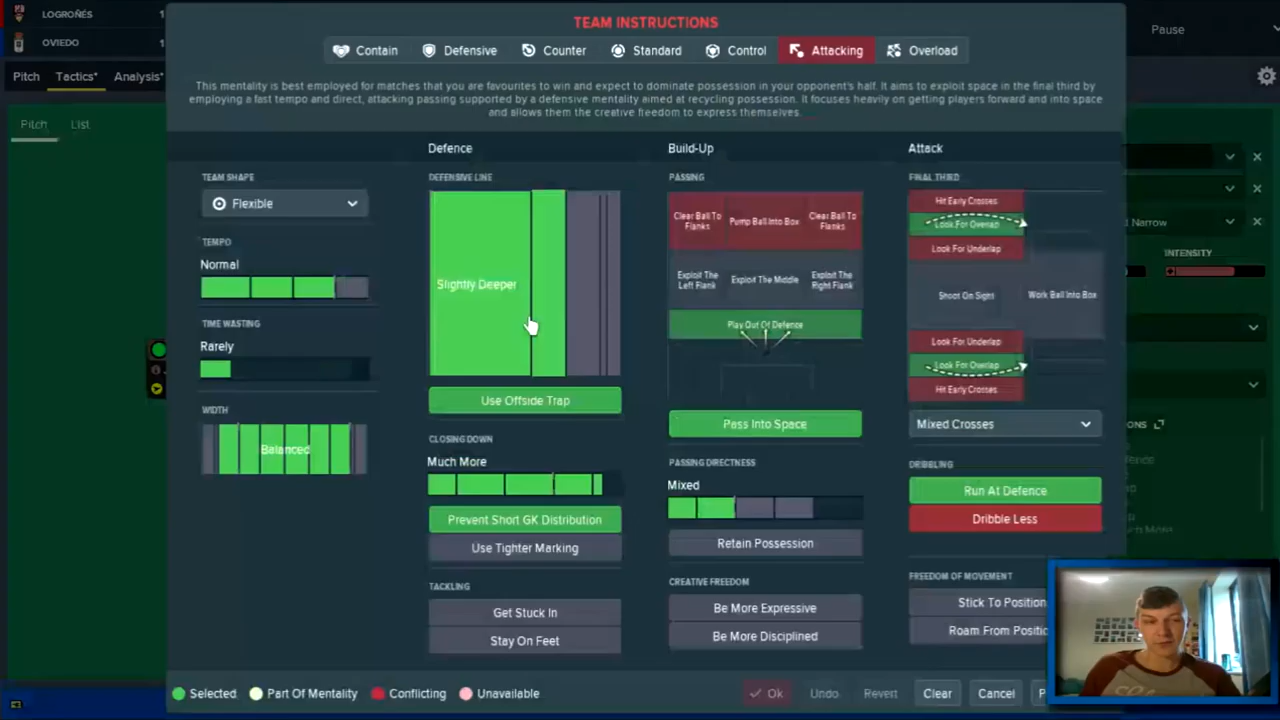 LOGROÑÉS 1
OVIEDO 1
Pitch Tactics* Analysis*
Pause
TEAM INSTRUCTIONS
Contain Defensive Counter Standard Control Attacking Overload
This mentality is best employed for matches that you are favourites to win and expect to dominate possession in your opponent's half. It aims to exploit space in the final third by
employing a fast tempo and direct, attacking passing supported by a defensive mentality aimed at recycling possession. It focuses heavily on getting players forward and into space
and allows them the creative freedom to express themselves.
Pitch List
TEAM SHAPE
Flexible
TEMPO
Normal
TIME WASTING
Rarely
WIDTH
Balanced
Defence
DEFENSIVE LINE
Slightly Deeper
Use Offside Trap
CLOSING DOWN
Much More
Prevent Short GK Distribution
Use Tighter Marking
TACKLING
Get Stuck In
Stay On Feet
Build-Up
PASSING
Clear Ball To Flanks
Pump Ball Into Box
Clear Ball To Flanks
Exploit The Left Flank
Exploit The Middle
Exploit The Right Flank
Play Out Of Defence
Pass Into Space
PASSING DIRECTNESS
Mixed
Retain Possession
CREATIVE FREEDOM
Be More Expressive
Be More Disciplined
Attack
FINAL THIRD
Hit Early Crosses
Look For Overlap
Look For Underlap
Shoot On Sight
Work Ball Into Box
Look For Underlap
Look For Overlap
Hit Early Crosses
Mixed Crosses
DRIBBLING
Run At Defence
Dribble Less
FREEDOM OF MOVEMENT
Stick To Position
Roam From Positio
d Narrow
INTENSITY
ONS
Selected Part Of Mentality Conflicting Unavailable
Ok Undo Revert Clear Cancel P